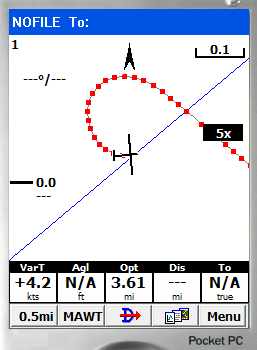 NOFILE To:
1
0.1
---°/---
5x
0.0
---
VarT Agl Opt Dis To
+4.2 N/A 3.61 --- N/A
kts ft mi mi true
0.5mi MAWT Menu
Pocket PC